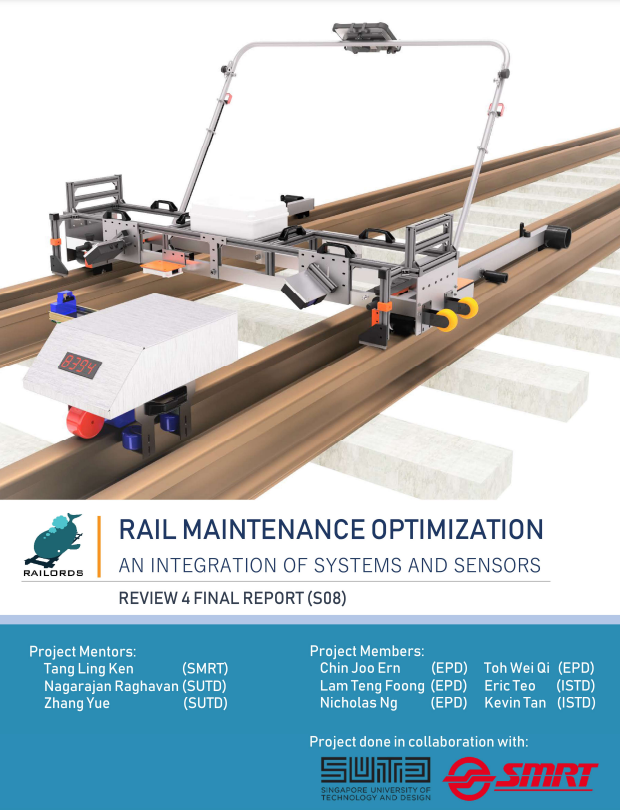 8394
RAILORDS
RAIL MAINTENANCE OPTIMIZATION
AN INTEGRATION OF SYSTEMS AND SENSORS
REVIEW 4 FINAL REPORT (S08)
Project Mentors:
Tang Ling Ken (SMRT)
Nagarajan Raghavan (SUTD)
Zhang Yue (SUTD)
Project Members:
Chin Joo Ern (EPD) Toh Wei Qi (EPD)
Lam Teng Foong (EPD) Eric Teo (ISTD)
Nicholas Ng (EPD) Kevin Tan (ISTD)
Project done in collaboration with:
SUTD
SINGAPORE UNIVERSITY OF
TECHNOLOGY AND DESIGN
SMRT